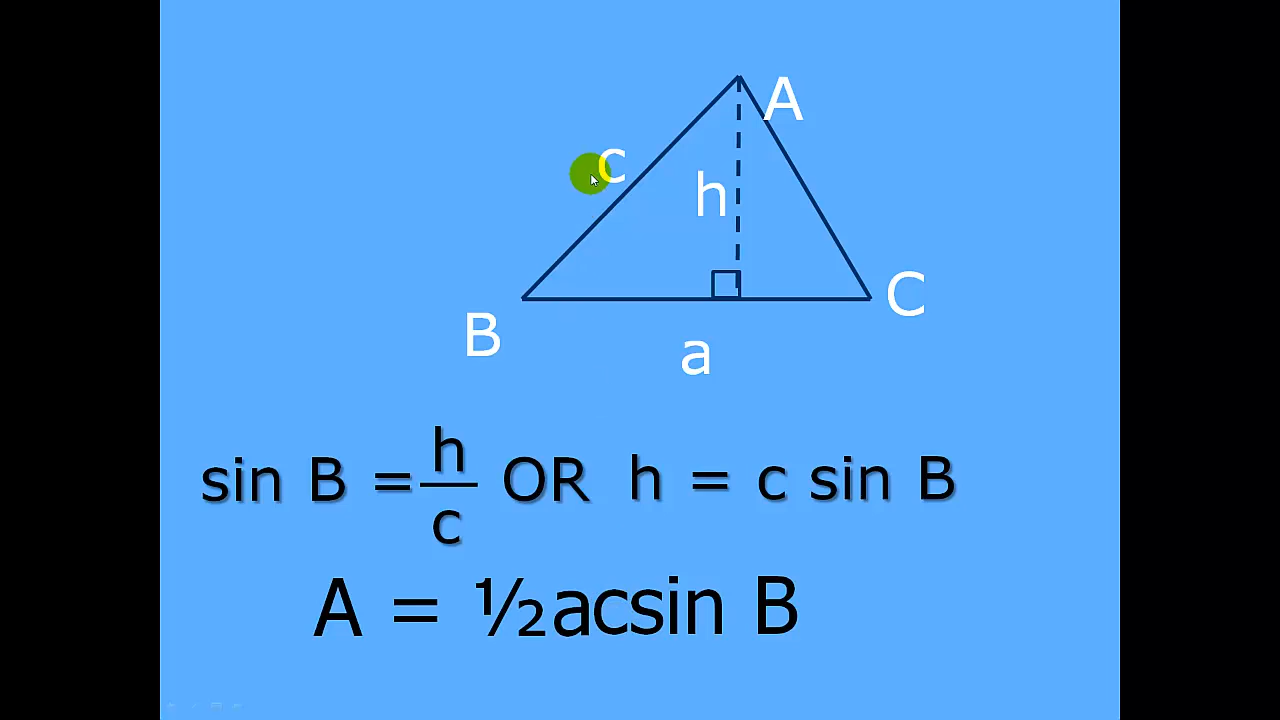 A
c
h
C
B
a
sin B = h/c OR h = c sin B
A = ½acsin B